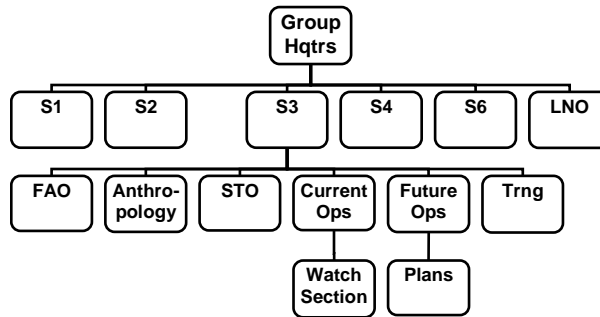 Group
Hqtrs
S1
S2
S3
S4
S6
LNO
FAO
Anthro-
pology
STO
Current
Ops
Future
Ops
Trng
Watch
Section
Plans